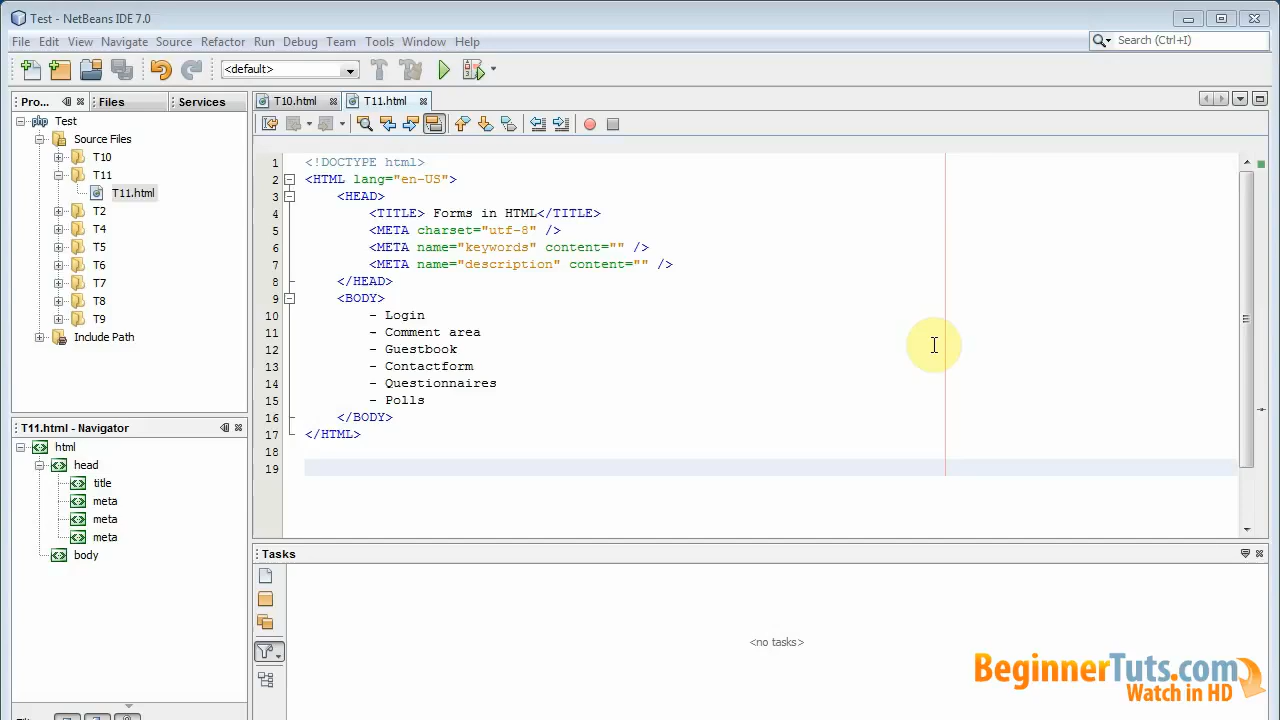 Test - NetBeans IDE 7.0
File Edit View Navigate Source Refactor Run Debug Team Tools Window Help
Search (Ctrl+I)
<default>
Pro... Files Services
T10.html T11.html
Test
Source Files
T10
T11
T11.html
T2
T4
T5
T6
T7
T8
T9
Include Path
1 <!DOCTYPE html>
2 <HTML lang="en-US">
3 <HEAD>
4 <TITLE> Forms in HTML</TITLE>
5 <META charset="utf-8" />
6 <META name="keywords" content="" />
7 <META name="description" content="" />
8 </HEAD>
9 <BODY>
10 - Login
11 - Comment area
12 - Guestbook
13 - Contactform
14 - Questionnaires
15 - Polls
16 </BODY>
17 </HTML>
18
19
T11.html - Navigator
html
head
title
meta
meta
meta
body
Tasks
<no tasks>
BeginnerTuts.com
Watch in HD